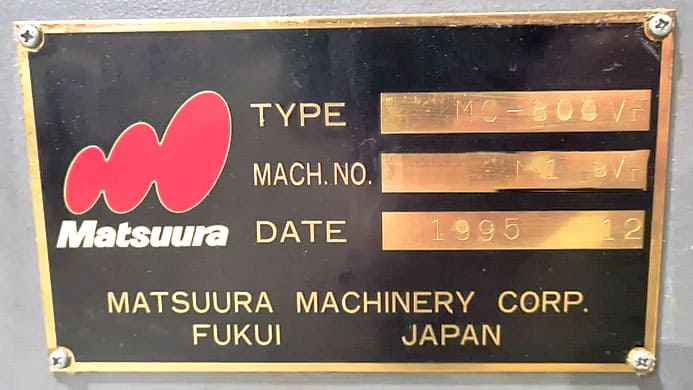 TYPE MC-800VF
MACH.NO.
Matsuura
DATE 1995 12
MATSUURA MACHINERY CORP.
FUKUI JAPAN